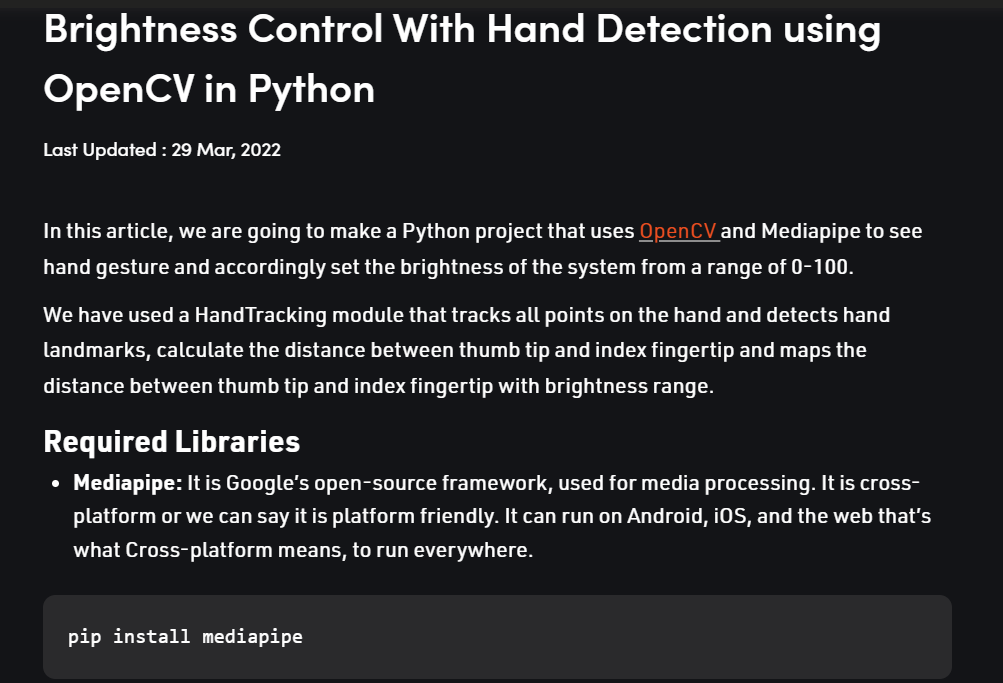 Brightness Control With Hand Detection using
OpenCV in Python
Last Updated : 29 Mar, 2022
In this article, we are going to make a Python project that uses OpenCV and Mediapipe to see
hand gesture and accordingly set the brightness of the system from a range of 0-100.
We have used a HandTracking module that tracks all points on the hand and detects hand
landmarks, calculate the distance between thumb tip and index fingertip and maps the
distance between thumb tip and index fingertip with brightness range.
Required Libraries
• Mediapipe: It is Google’s open-source framework, used for media processing. It is cross-
platform or we can say it is platform friendly. It can run on Android, iOS, and the web that’s
what Cross-platform means, to run everywhere.
pip install mediapipe